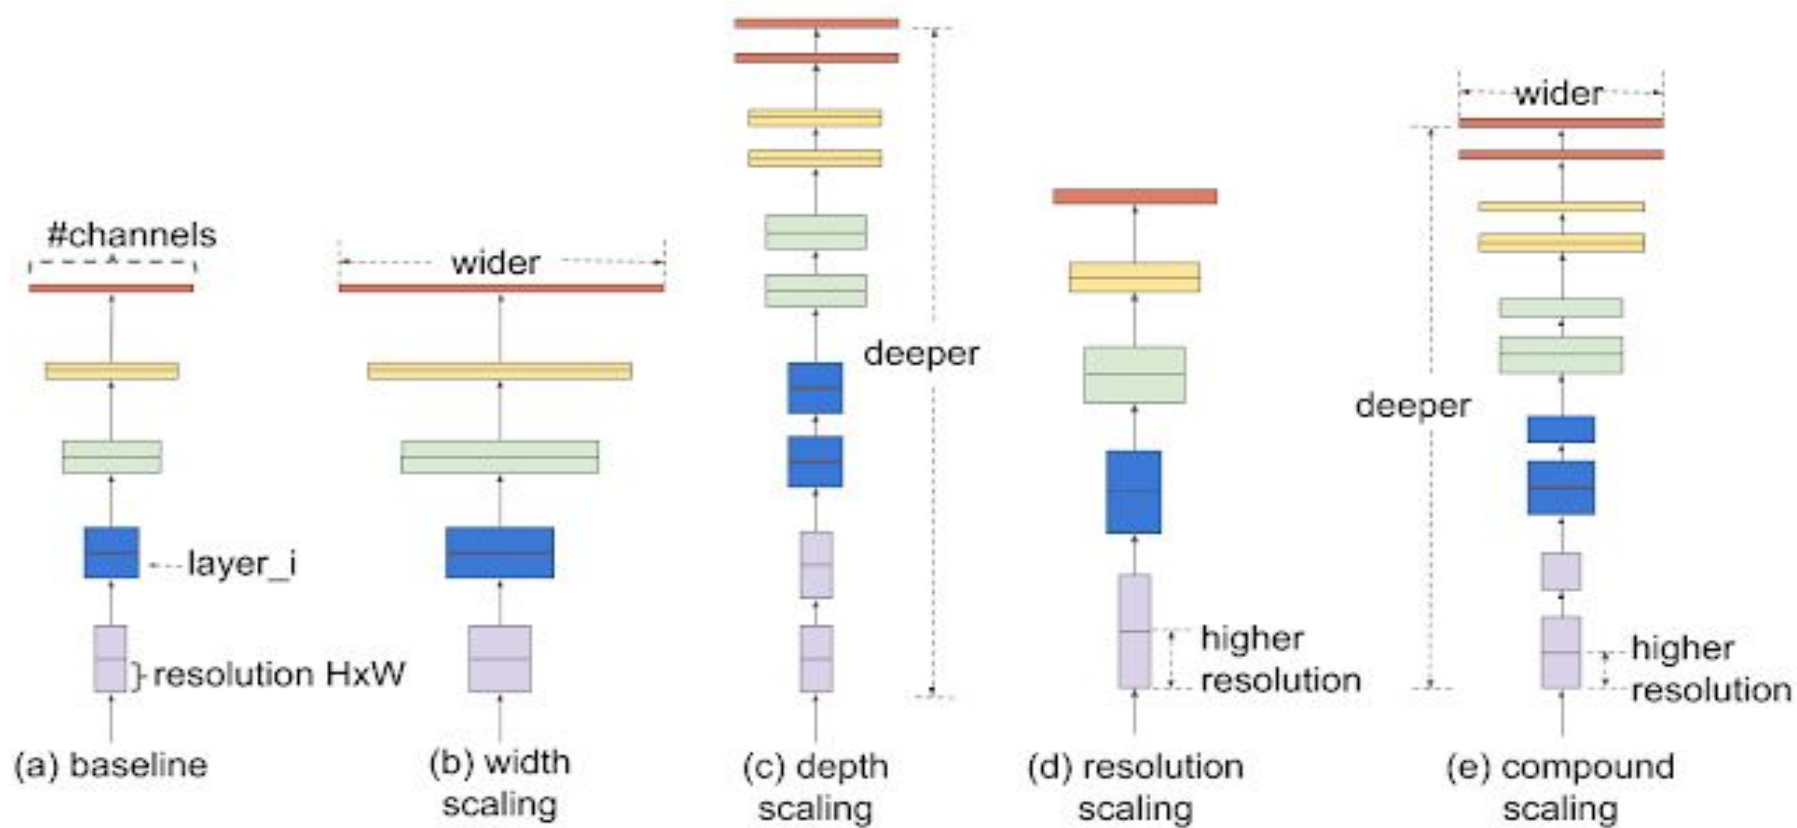 #channels
layer_i
resolution HxW
(a) baseline
wider
(b) width
scaling
deeper
(c) depth
scaling
higher
resolution
(d) resolution
scaling
wider
deeper
higher
resolution
(e) compound
scaling